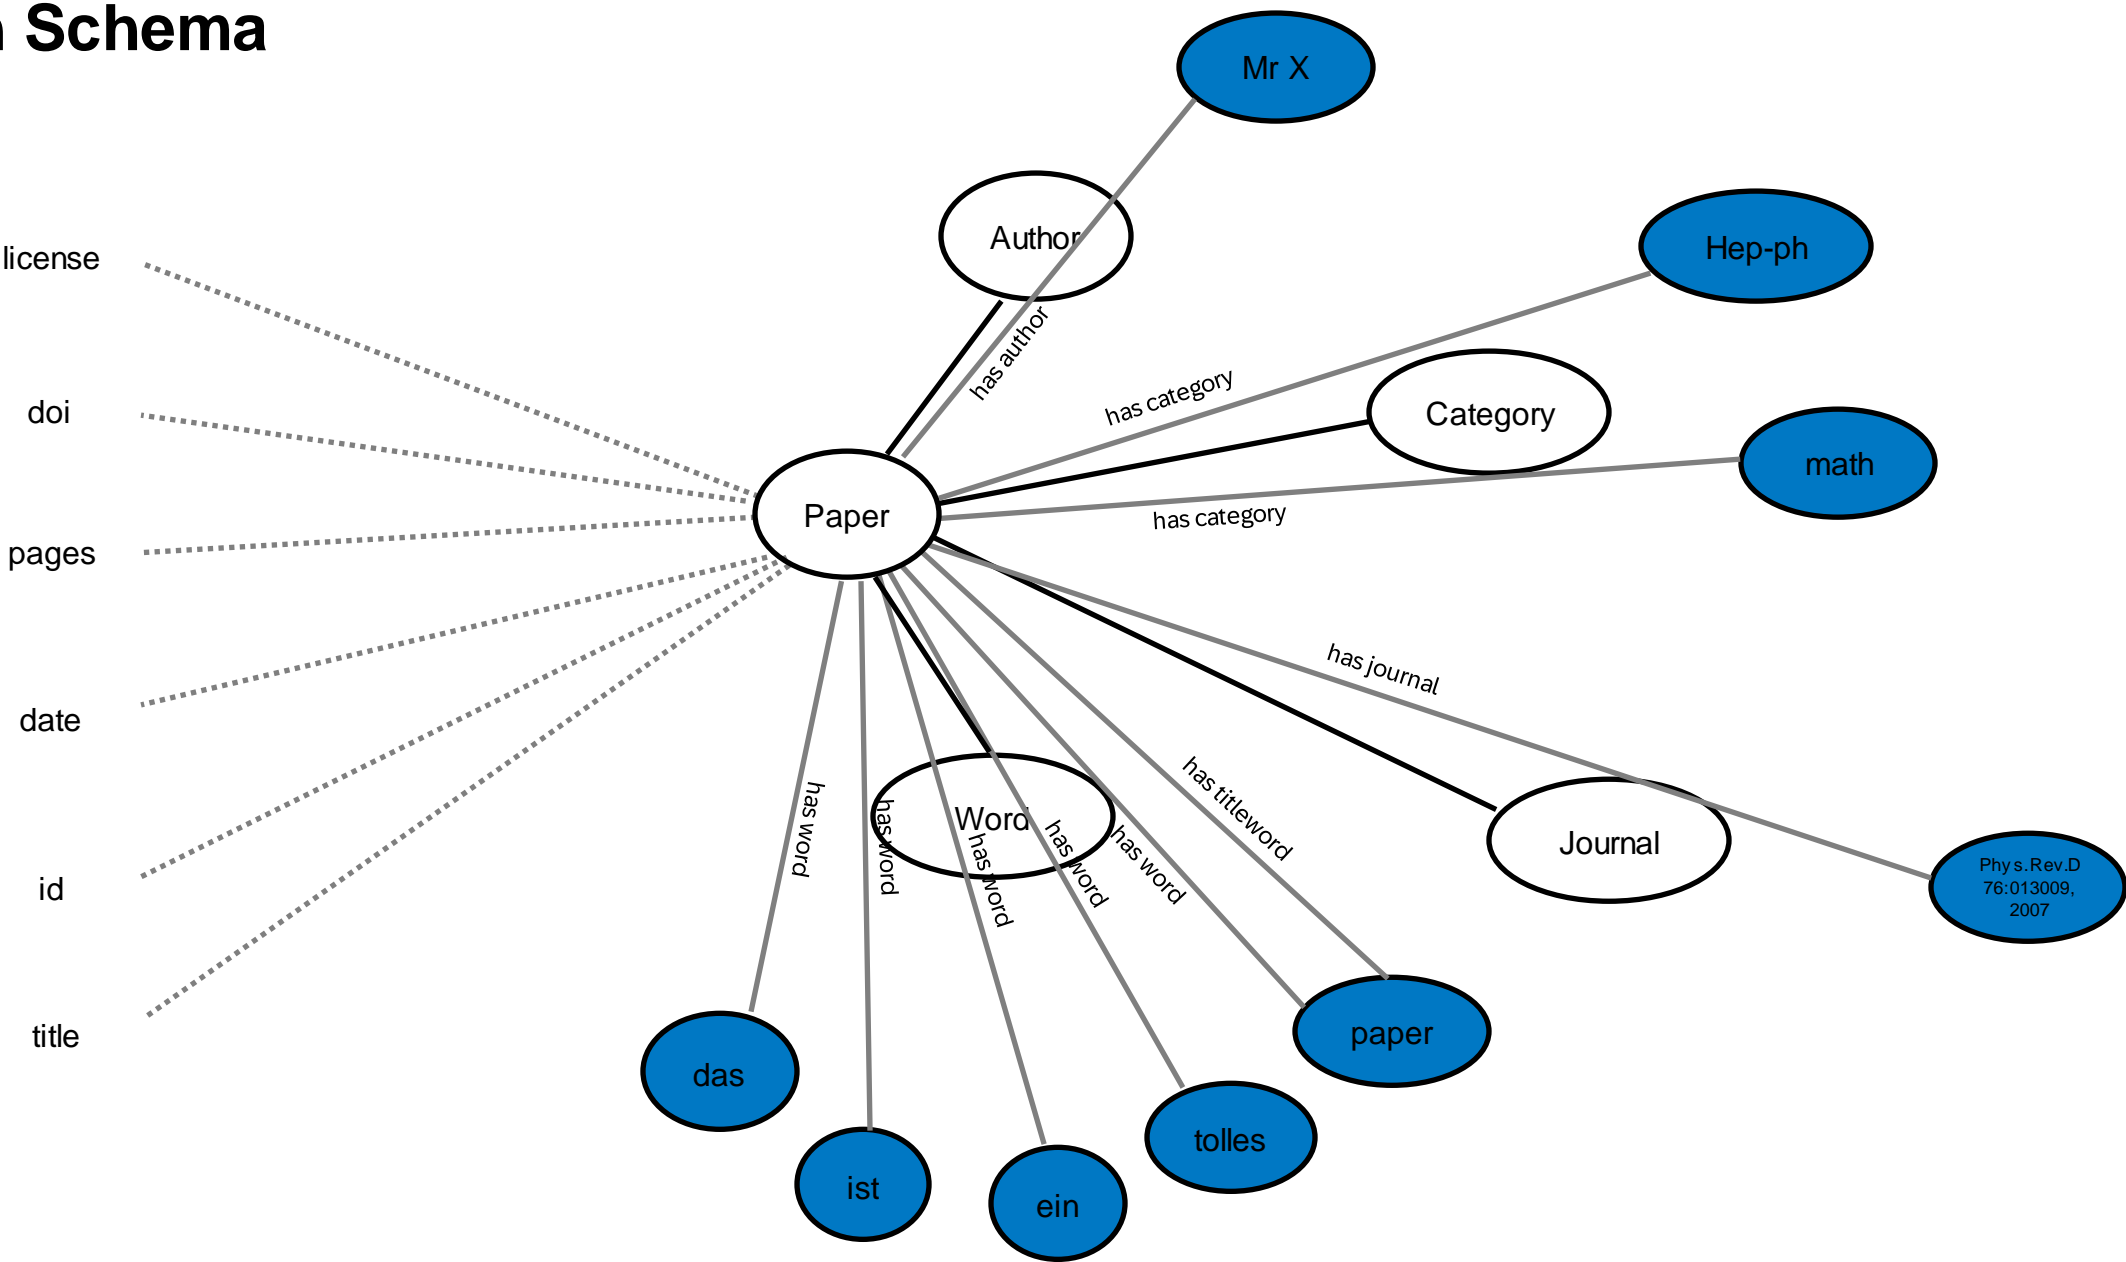 n Schema
Mr X
Author
Hep-ph
license
has author
has category
Category
doi
math
Paper
has category
pages
has journal
date
has titleword
has word
has word
Word
has word
has word
has word
Journal
Phys.Rev.D
76:013009,
2007
id
title
paper
das
tolles
ist
ein